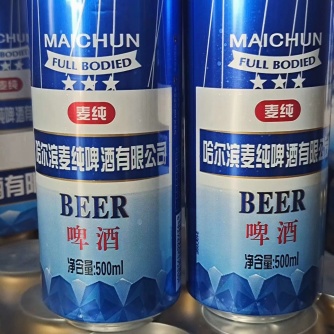 MAICHUN
FULL BODIED
麦纯
哈尔滨麦纯啤酒有限公司
BEER
啤酒
净含量:500ml
MAICHUN
FULL BODIED
麦纯
哈尔滨麦纯啤酒有限公司
BEER
啤酒
净含量:500ml